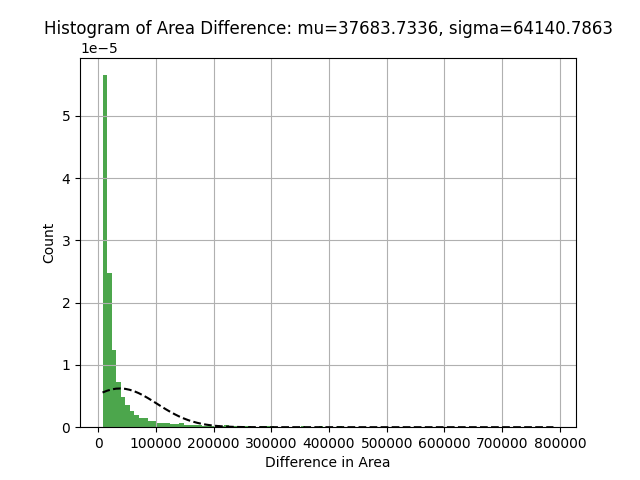 Histogram of Area Difference: mu=37683.7336, sigma=64140.7863
1e−5
5
4
3
2
1
0
Count
0 100000 200000 300000 400000 500000 600000 700000 800000
Difference in Area